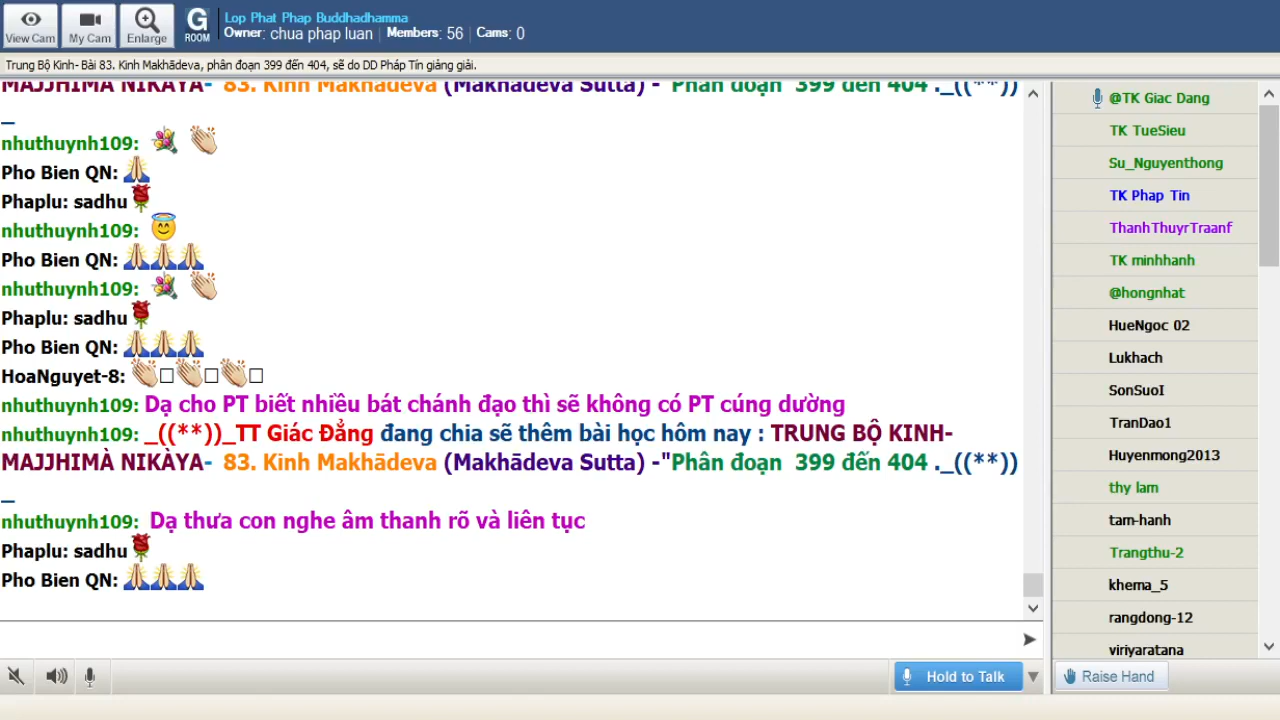 View Cam
My Cam
Enlarge
G
ROOM
Lop Phat Phap Buddhadhamma
Owner: chua phap luan | Members: 56 | Cams: 0
Trung Bộ Kinh- Bài 83. Kinh Makhādeva, phân đoạn 399 đến 404, sẽ do DD Pháp Tín giảng giải.
MAJJHIMA NIKÀYA- 83. Kinh Makhādeva (Makhādeva Sutta) -"Phân đoạn 399 đến 404 ._((**))
_
nhuthuynh109:
Pho Bien QN:
Phaplu: sadhu
nhuthuynh109:
Pho Bien QN:
nhuthuynh109:
Phaplu: sadhu
Pho Bien QN:
HoaNguyet-8:
nhuthuynh109: Dạ cho PT biết nhiều bát chánh đạo thì sẽ không có PT cúng dường
nhuthuynh109: _((**))_TT Giác Đẳng đang chia sẽ thêm bài học hôm nay : TRUNG BỘ KINH-
MAJJHIMÀ NIKÀYA- 83. Kinh Makhādeva (Makhādeva Sutta) -"Phân đoạn 399 đến 404 ._((**))
_
nhuthuynh109: Dạ thưa con nghe âm thanh rõ và liên tục
Phaplu: sadhu
Pho Bien QN:
@TK Giac Dang
TK TueSieu
Su_Nguyenthong
TK Phap Tin
ThanhThuyrTraanf
TK minhhanh
@hongnhat
HueNgoc 02
Lukhach
SonSuoI
TranDao1
Huyenmong2013
thy lam
tam-hanh
Trangthu-2
khema_5
rangdong-12
viriyaratana
Hold to Talk
Raise Hand